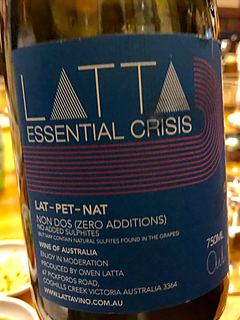 LATTA
ESSENTIAL CRISIS
LAT-PET-NAT
NON DOS (ZERO ADDITIONS)
NO ADDED SULPHITES
BUT MAY CONTAIN NATURAL SULFITES FOUND IN THE GRAPES!
750ML
WINE OF AUSTRALIA
ENJOY IN MODERATION
PRODUCED BY OWEN LATTA
67 PICKFORDS ROAD,
COGHILLS CREEK VICTORIA AUSTRALIA 3364
WWW.LATTAVINO.COM.AU